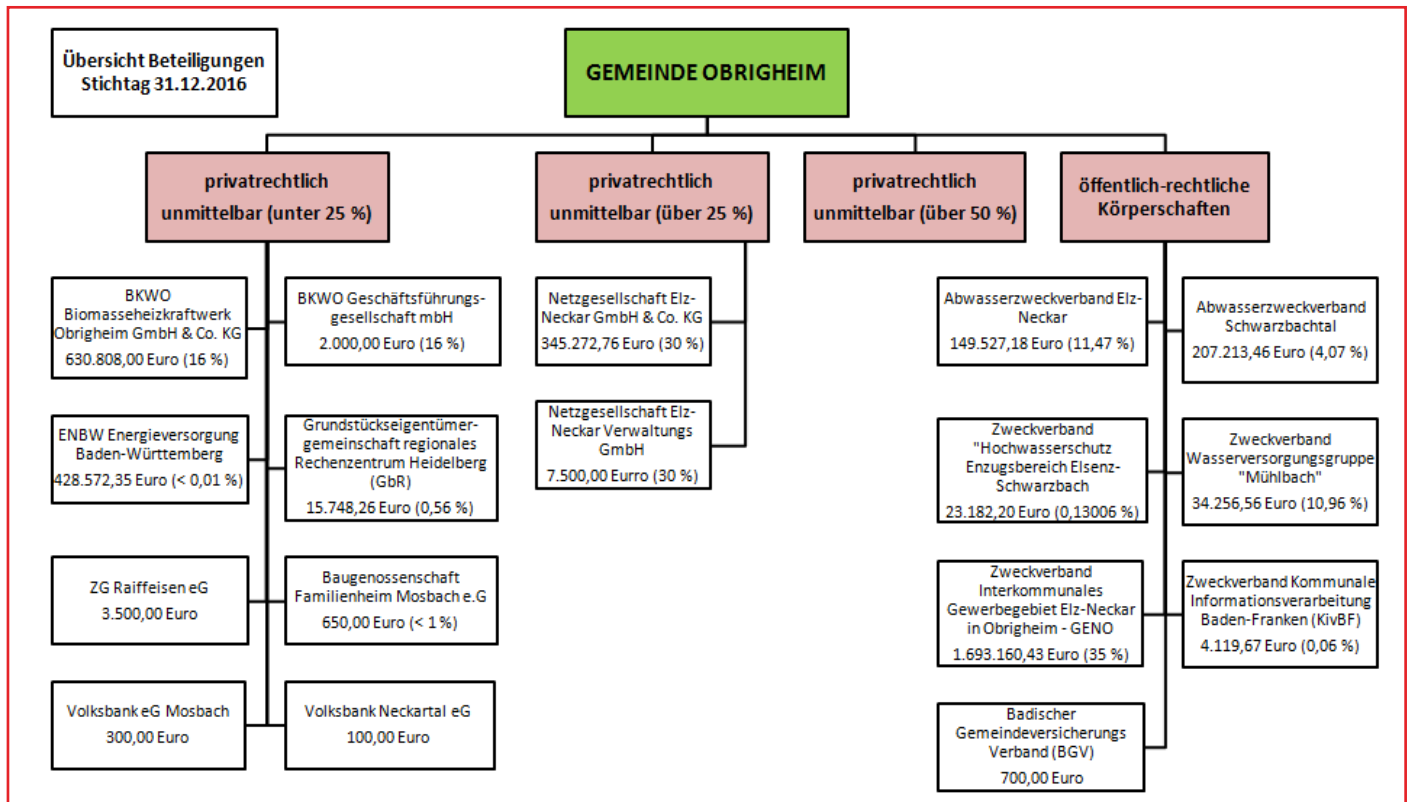 Übersicht Beteiligungen
Stichtag 31.12.2016
GEMEINDE OBRIGHEIM
privatrechtlich
unmittelbar (unter 25 %)
privatrechtlich
unmittelbar (über 25 %)
privatrechtlich
unmittelbar (über 50 %)
öffentlich-rechtliche
Körperschaften
BKWO
Biomasseheizkraftwerk
Obrigheim GmbH & Co. KG
630.808,00 Euro (16 %)
BKWO Geschäftsführungs-
gesellschaft mbH
2.000,00 Euro (16 %)
ENBW Energieversorgung
Baden-Württemberg
428.572,35 Euro (< 0,01 %)
Grundstückseigentümer-
gemeinschaft regionales
Rechenzentrum Heidelberg
(GbR)
15.748,26 Euro (0,56 %)
ZG Raiffeisen eG
3.500,00 Euro
Baugenossenschaft
Familienheim Mosbach e.G
650,00 Euro (< 1 %)
Volksbank eG Mosbach
300,00 Euro
Volksbank Neckartal eG
100,00 Euro
Netzgesellschaft Elz-
Neckar GmbH & Co. KG
345.272,76 Euro (30 %)
Netzgesellschaft Elz-
Neckar Verwaltungs
GmbH
7.500,00 Eurro (30 %)
Abwasserzweckverband Elz-
Neckar
149.527,18 Euro (11,47 %)
Abwasserzweckverband
Schwarzbachtal
207.213,46 Euro (4,07 %)
Zweckverband
"Hochwasserschutz
Enzugsbereich Elsenz-
Schwarzbach
23.182,20 Euro (0,13006 %)
Zweckverband
Wasserversorgungsgruppe
"Mühlbach"
34.256,56 Euro (10,96 %)
Zweckverband
Interkommunales
Gewerbegebiet Elz-Neckar
in Obrigheim - GENO
1.693.160,43 Euro (35 %)
Zweckverband Kommunale
Informationsverarbeitung
Baden-Franken (KivBF)
4.119,67 Euro (0,06 %)
Badischer
Gemeindeversicherungs
Verband (BGV)
700,00 Euro